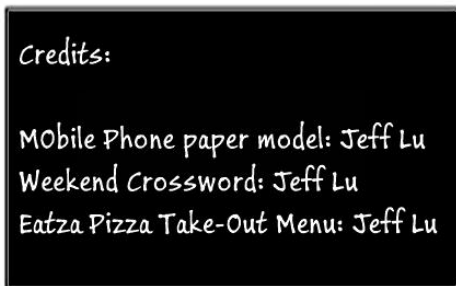 Credits:
MObile Phone paper model: Jeff Lu
Weekend Crossword: Jeff Lu
Eatza Pizza Take-Out Menu: Jeff Lu